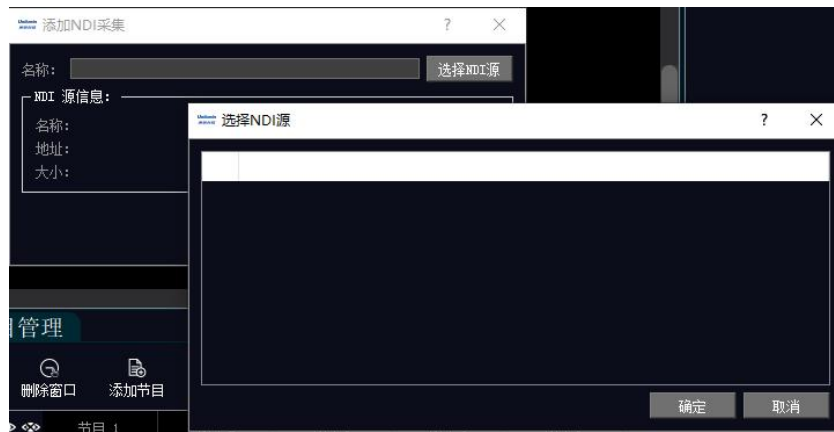 添加NDI采集
?
名称：
选择NDI源
NDI 源信息：
名称：
地址：
大小：
选择NDI源
?
管理
删除窗口
添加节目
节目 1
确定
取消